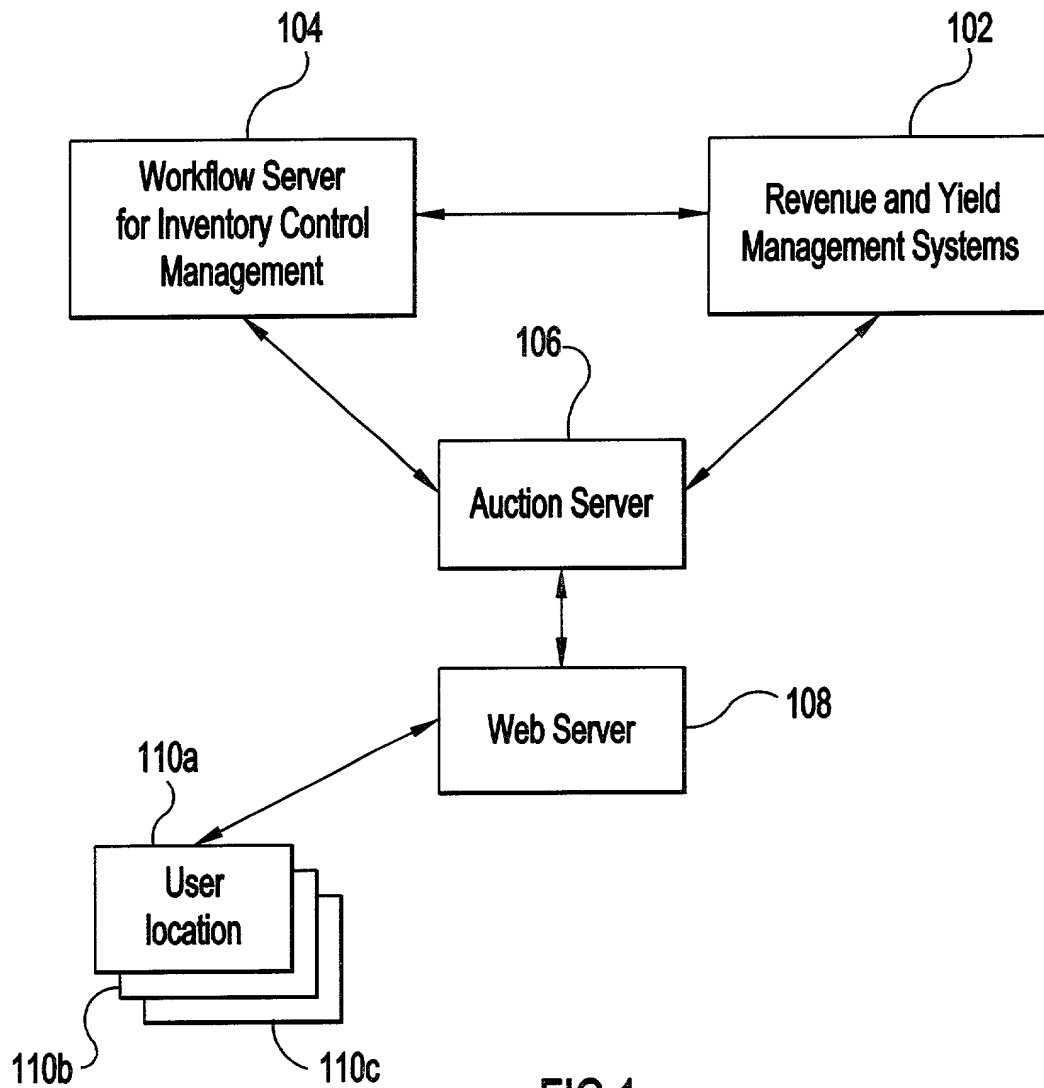 104
102
Workflow Server
for Inventory Control
Management
Revenue and Yield
Management Systems
106
Auction Server
Web Server
108
110a
User
location
110b
110c
FIG.1